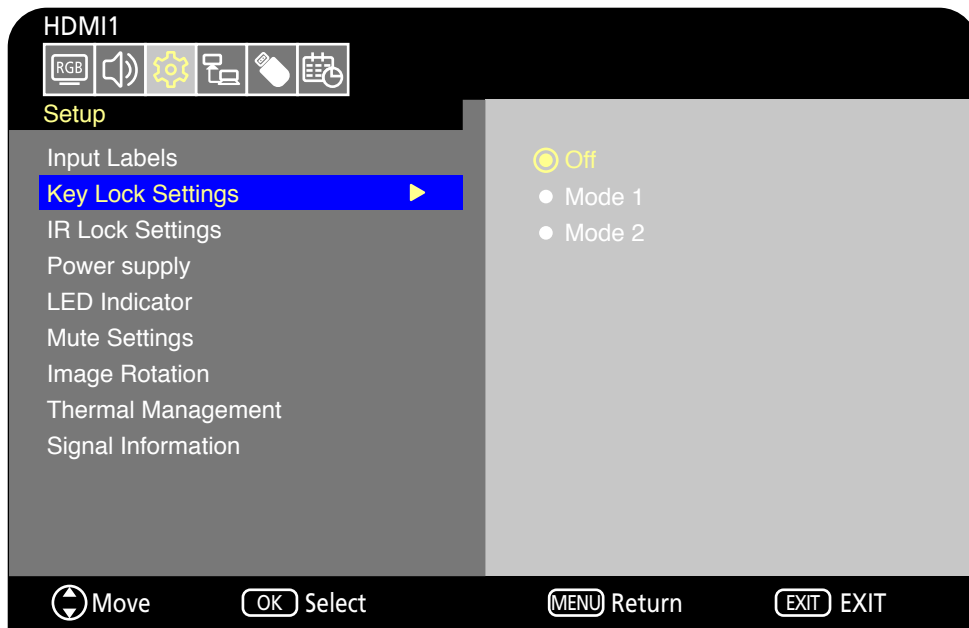 HDMI1
RGB
Setup
Input Labels
Key Lock Settings
IR Lock Settings
Power supply
LED Indicator
Mute Settings
Image Rotation
Thermal Management
Signal Information
Off
Mode 1
Mode 2
Move OK Select MENU Return EXIT EXIT